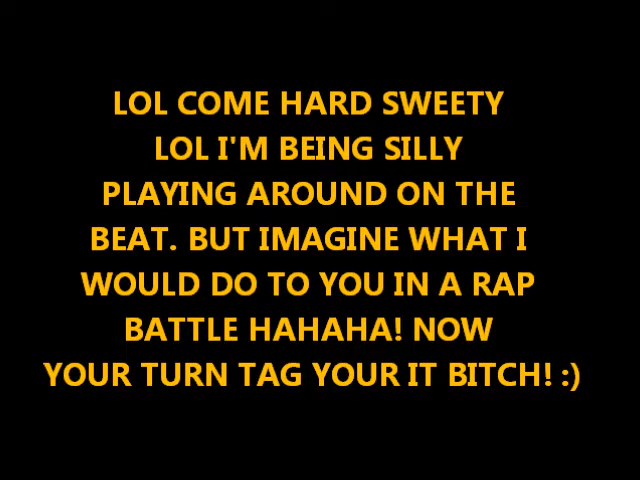 LOL COME HARD SWEETY
LOL I'M BEING SILLY
PLAYING AROUND ON THE
BEAT. BUT IMAGINE WHAT I
WOULD DO TO YOU IN A RAP
BATTLE HAHAHA! NOW
YOUR TURN TAG YOUR IT BITCH! :)